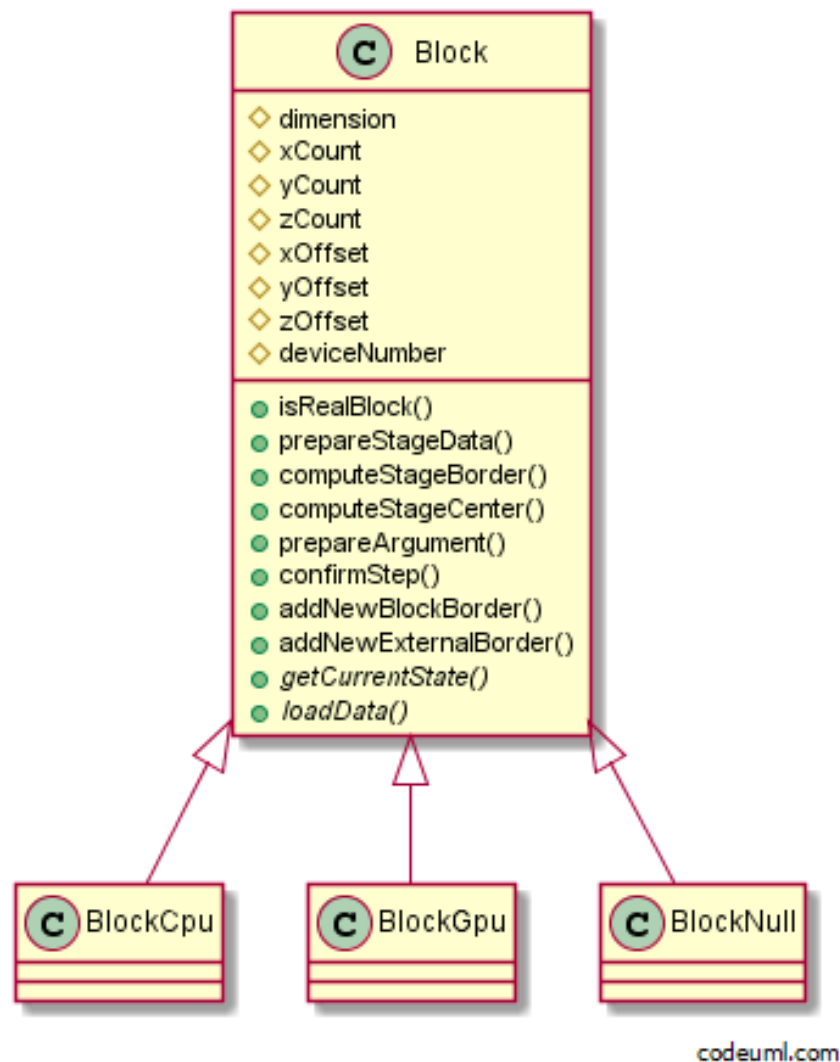 C Block
dimension
xCount
yCount
zCount
xOffset
yOffset
zOffset
deviceNumber
isRealBlock()
prepareStageData()
computeStageBorder()
computeStageCenter()
prepareArgument()
confirmStep()
addNewBlockBorder()
addNewExternalBorder()
getCurrentState()
loadData()
C BlockCpu
C BlockGpu
C BlockNull
codeuml.com